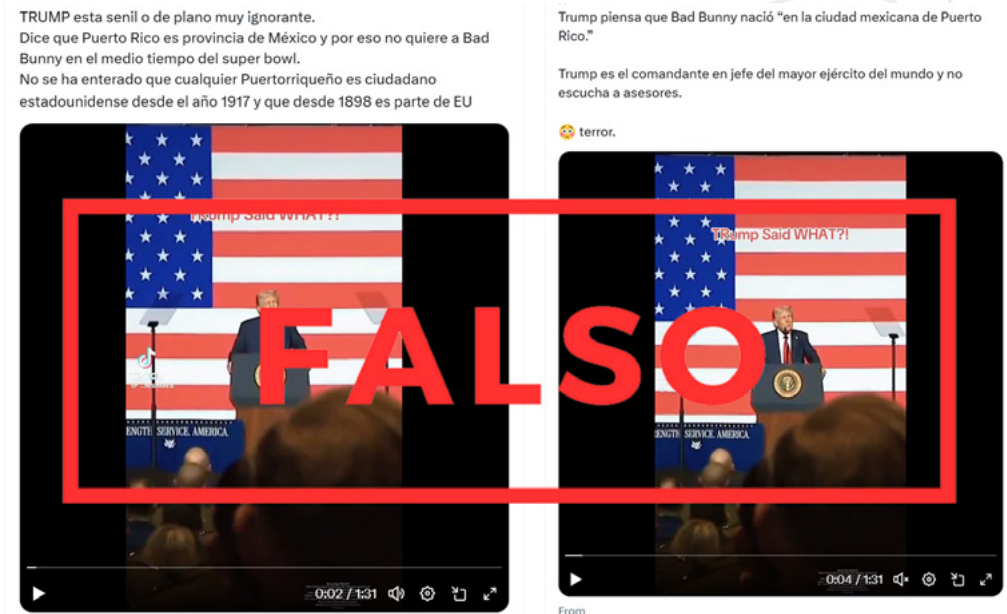 TRUMP esta senil o de plano muy ignorante.
Dice que Puerto Rico es provincia de México y por eso no quiere a Bad
Bunny en el medio tiempo del super bowl.
No se ha enterado que cualquier Puertorriqueño es ciudadano
estadounidense desde el año 1917 y que desde 1898 es parte de EU
TRump Said WHAT?!
ENGTH. SERVICE. AMERICA.
0:02 / 1:31
Trump piensa que Bad Bunny nació “en la ciudad mexicana de Puerto
Rico.”
Trump es el comandante en jefe del mayor ejército del mundo y no
escucha a asesores.
😳 terror.
TRump Said WHAT?!
ENGTH. SERVICE. AMERICA.
0:04 / 1:31
From
FALSO